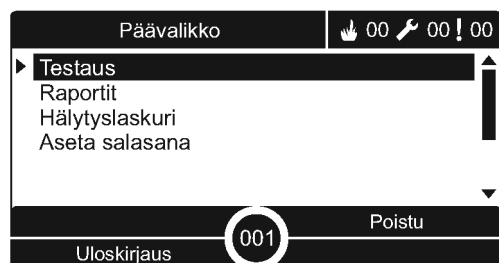 Päävalikko 00 00 00
Testaus
Raportit
Hälytyslaskuri
Aseta salasana
Poistu
001
Uloskirjaus